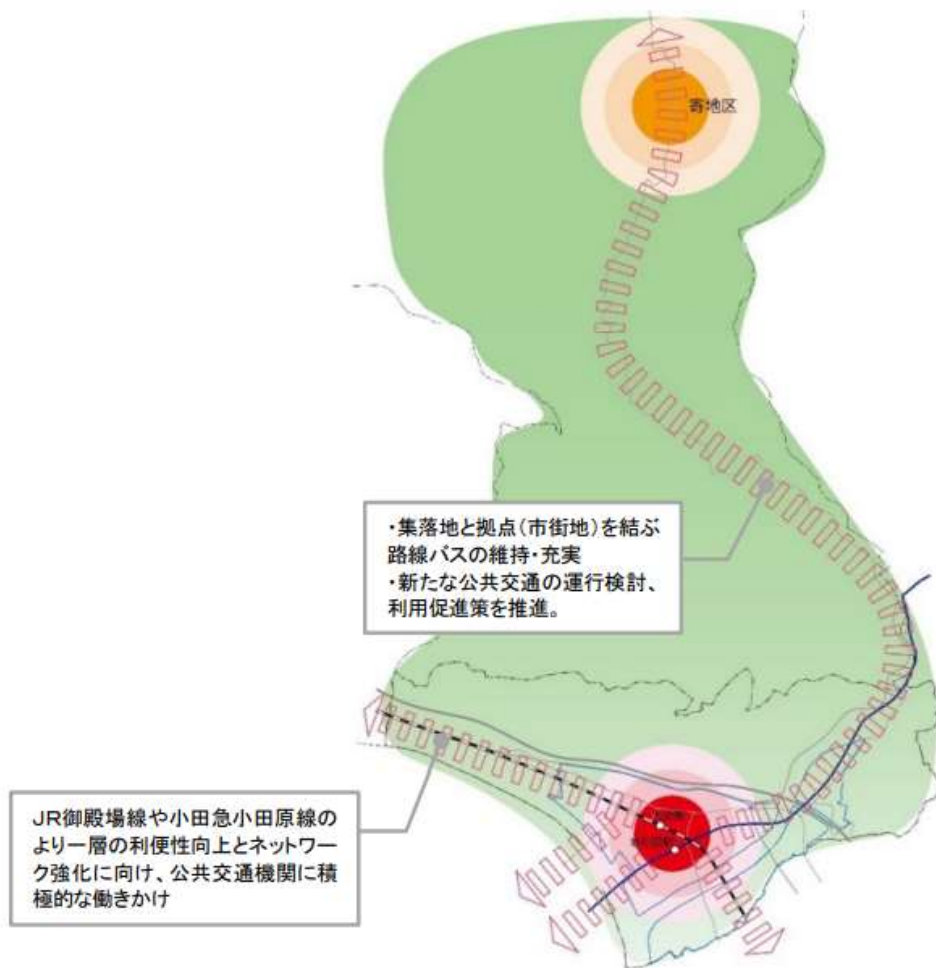 寄地区
・集落地と拠点(市街地)を結ぶ
路線バスの維持・充実
・新たな公共交通の運行検討、
利用促進策を推進。
JR御殿場線や小田急小田原線の
より一層の利便性向上とネットワー
ク強化に向け、公共交通機関に積
極的な働きかけ